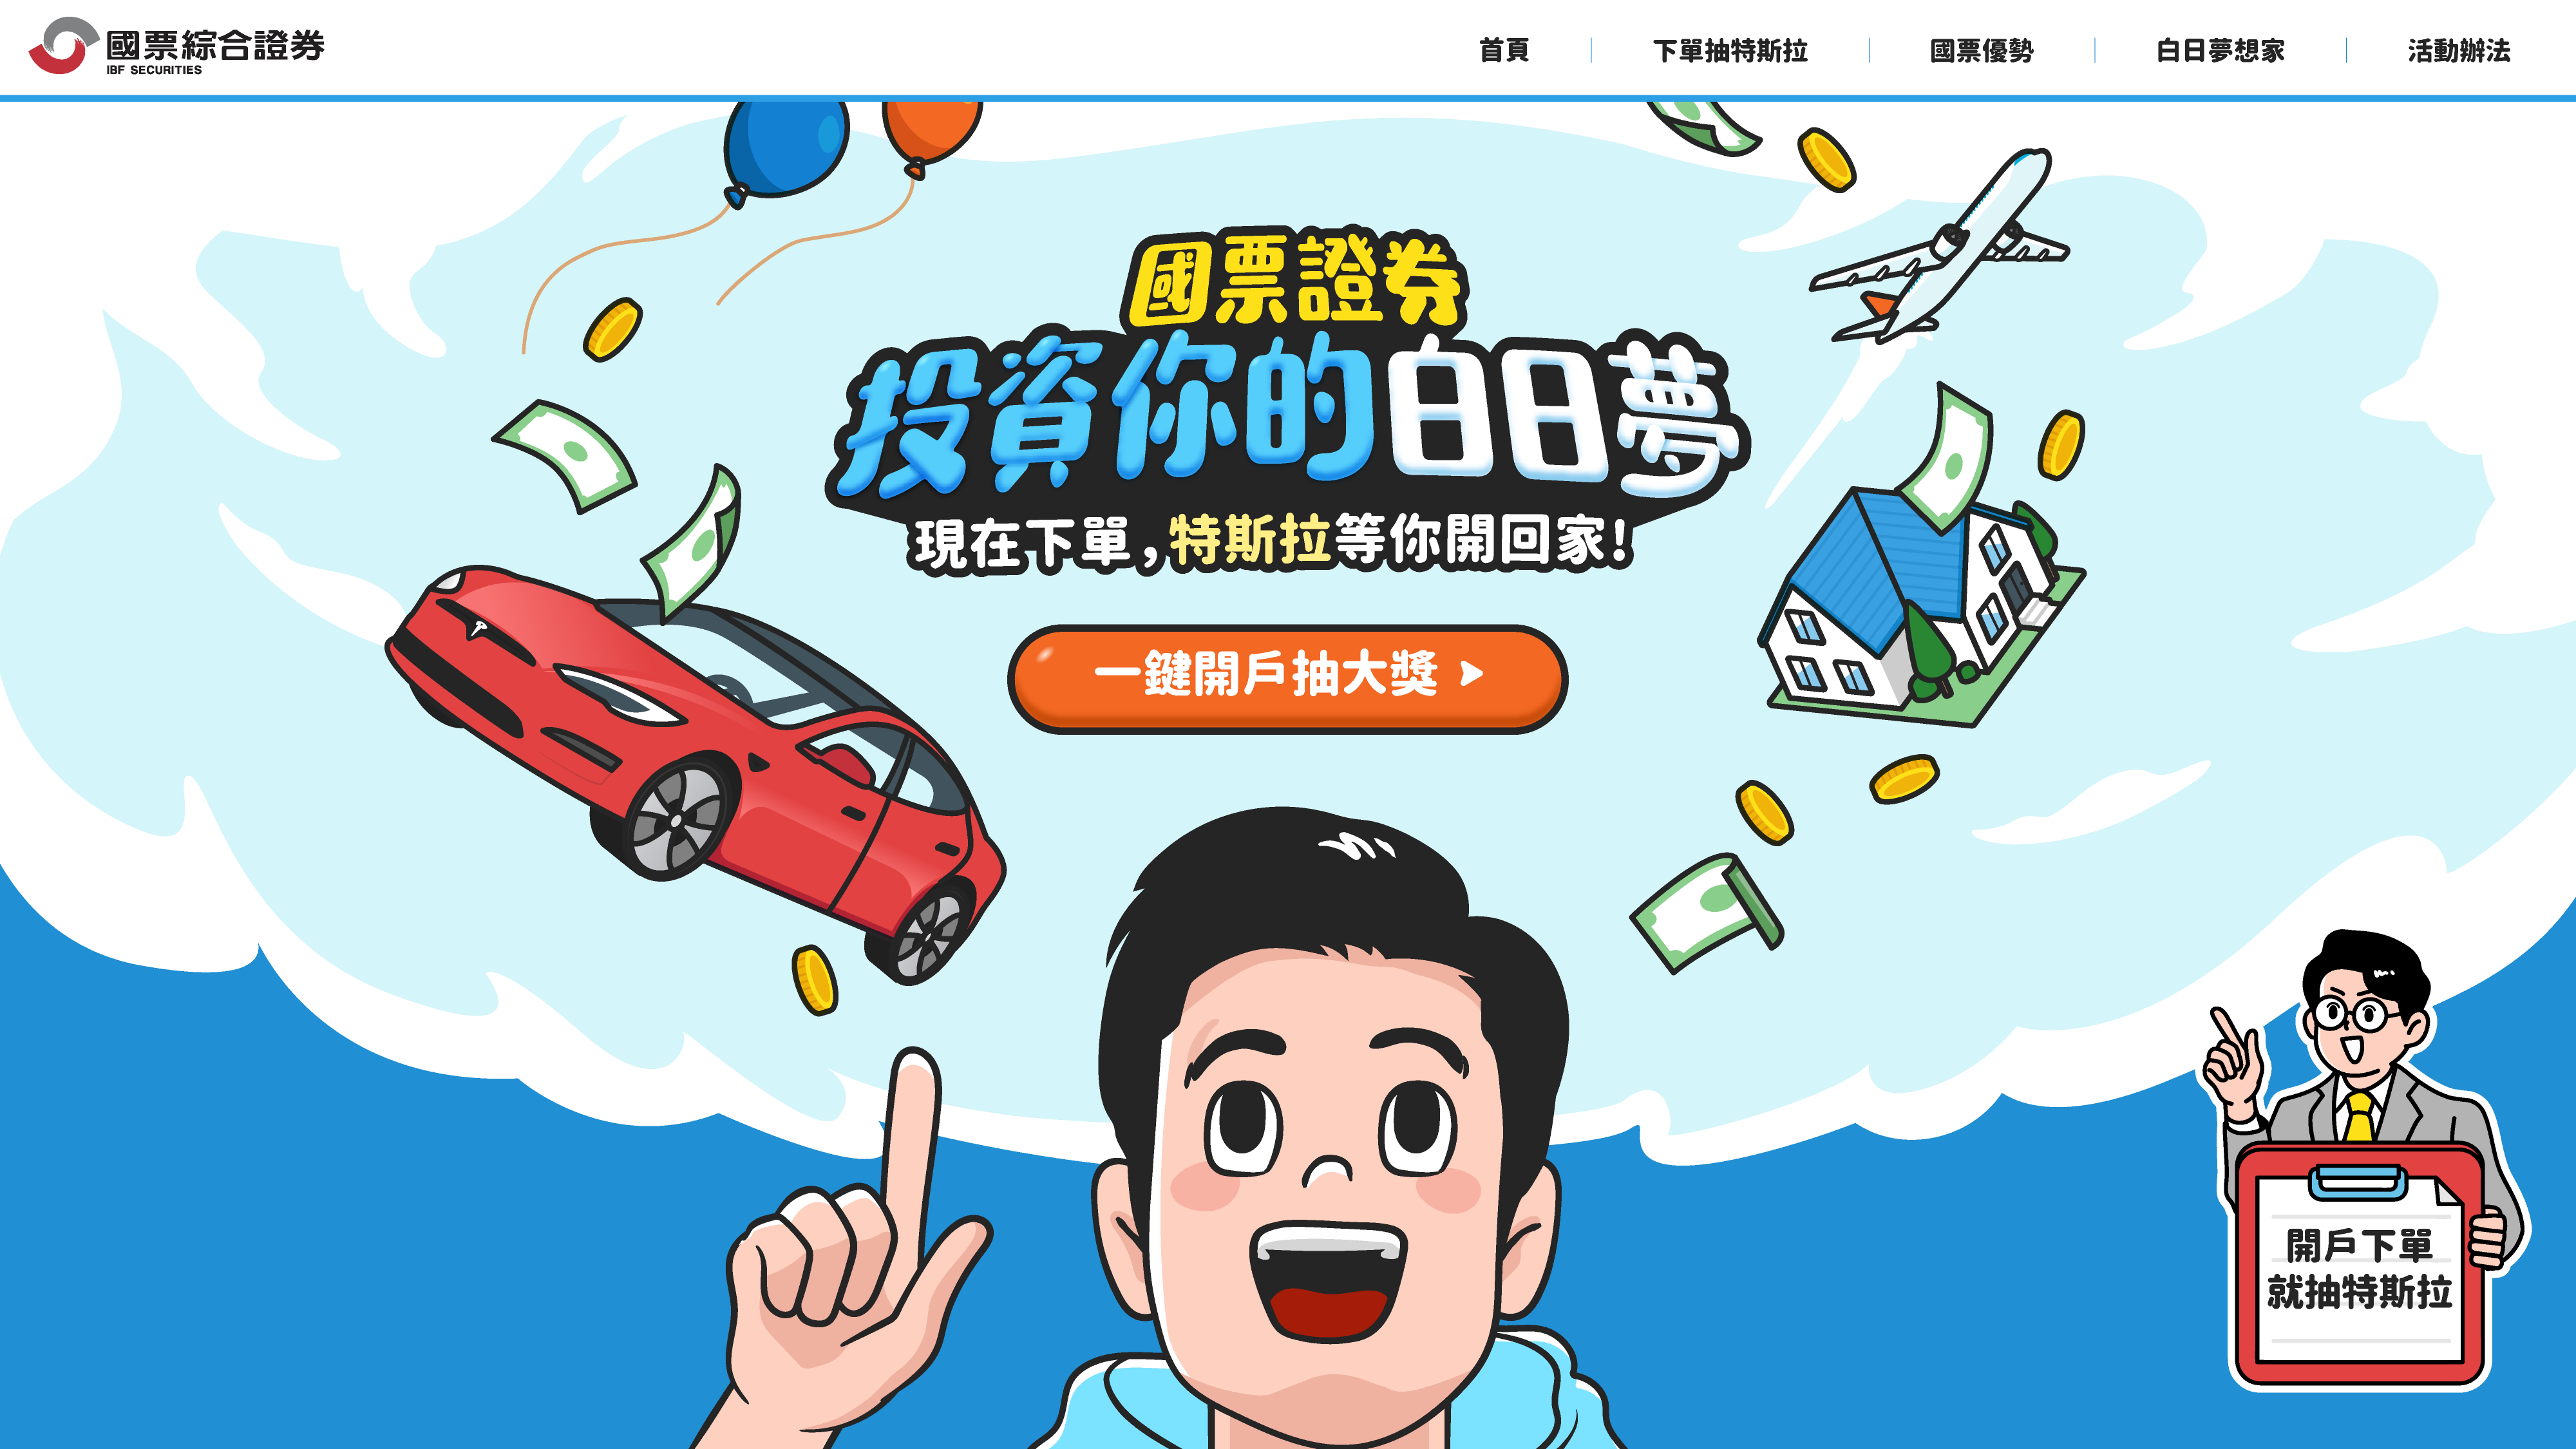 國票綜合證券
IBF SECURITIES
首頁
下單抽特斯拉
國票優勢
白日夢想家
活動辦法
國票證券
投資你的白日夢
現在下單,特斯拉等你開回家!
一鍵開戶抽大獎
開戶下單
就抽特斯拉